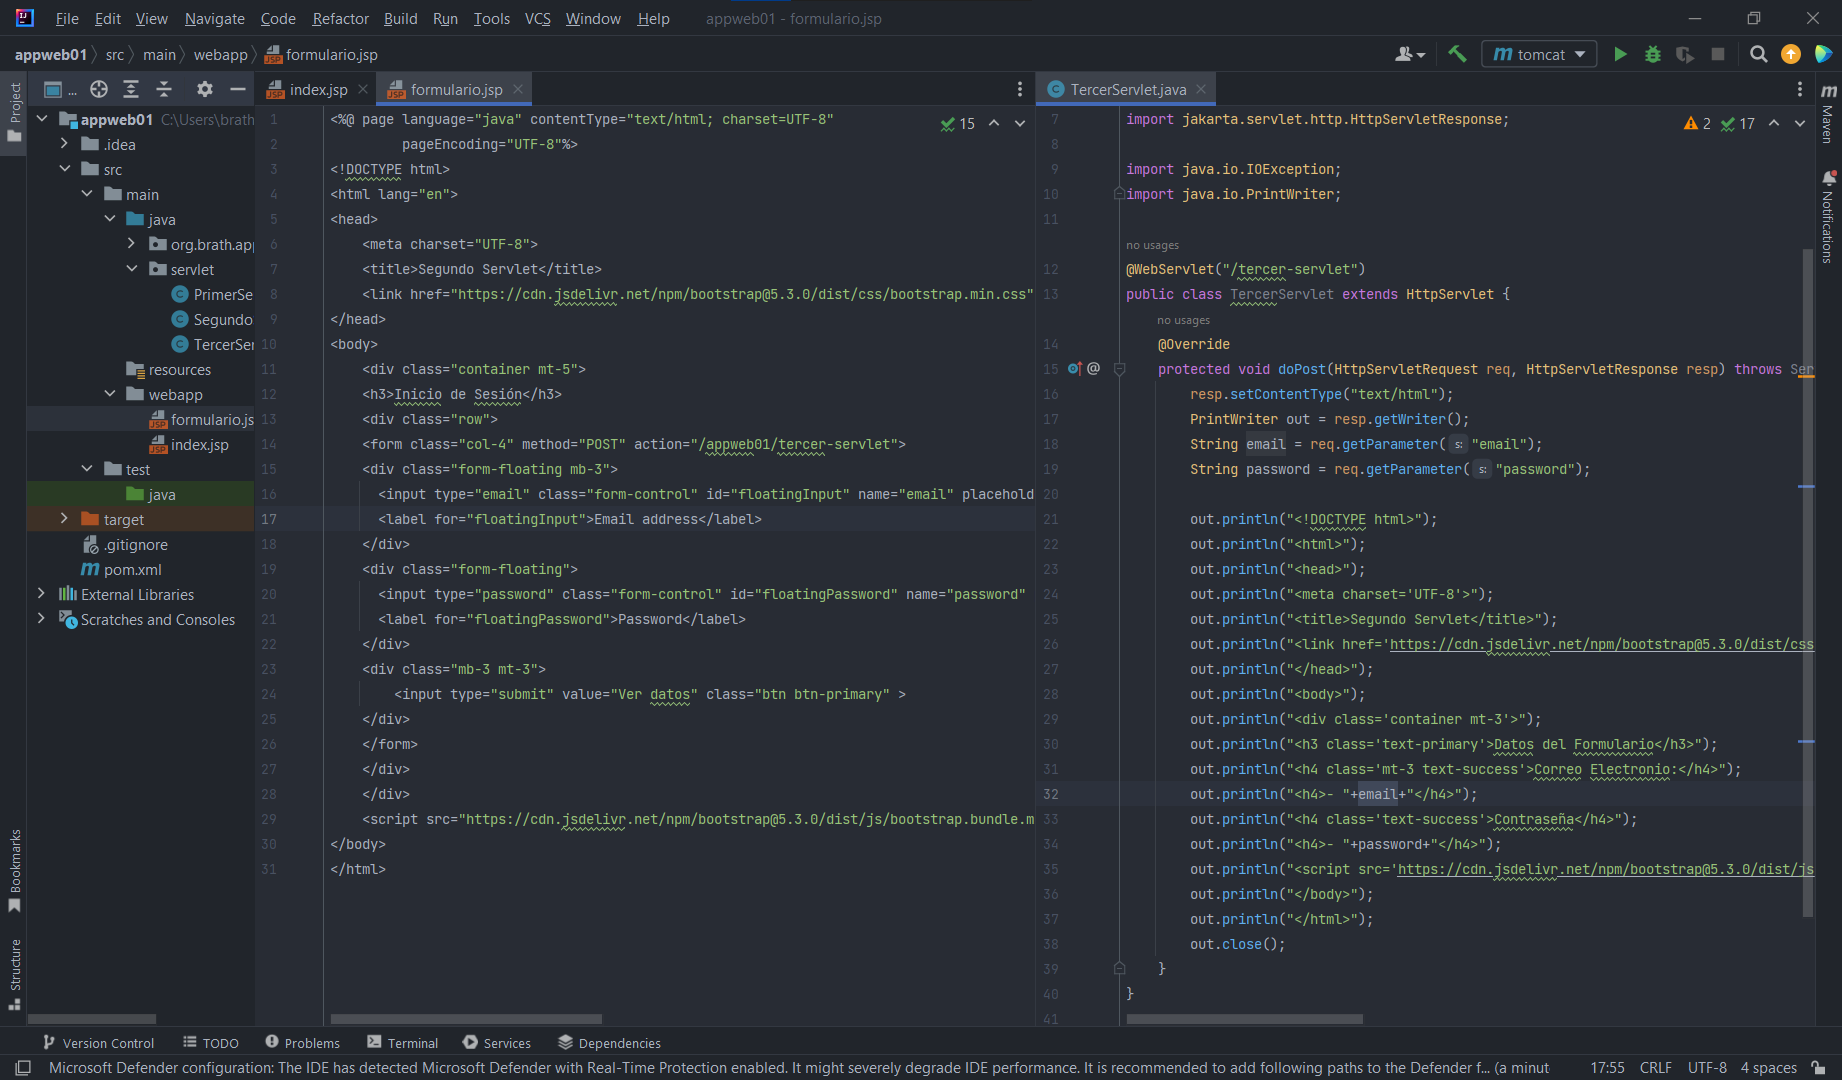 File Edit View Navigate Code Refactor Build Run Tools VCS Window Help appweb01 - formulario.jsp
appweb01 src main webapp formulario.jsp tomcat
Project
...
index.jsp formulario.jsp TercerServlet.java
Maven
Notifications
Bookmarks
Structure
appweb01 C:\Users\brath
.idea
src
main
java
org.brath.app
servlet
PrimerSe
Segundo
TercerSer
resources
webapp
formulario.js
index.jsp
test
java
target
.gitignore
pom.xml
External Libraries
Scratches and Consoles
15
1 <%@ page language="java" contentType="text/html; charset=UTF-8"
2 pageEncoding="UTF-8"%>
3 <!DOCTYPE html>
4 <html lang="en">
5 <head>
6 <meta charset="UTF-8">
7 <title>Segundo Servlet</title>
8 <link href="https://cdn.jsdelivr.net/npm/bootstrap@5.3.0/dist/css/bootstrap.min.css"
9 </head>
10 <body>
11 <div class="container mt-5">
12 <h3>Inicio de Sesión</h3>
13 <div class="row">
14 <form class="col-4" method="POST" action="/appweb01/tercer-servlet">
15 <div class="form-floating mb-3">
16 <input type="email" class="form-control" id="floatingInput" name="email" placehold
17 <label for="floatingInput">Email address</label>
18 </div>
19 <div class="form-floating">
20 <input type="password" class="form-control" id="floatingPassword" name="password"
21 <label for="floatingPassword">Password</label>
22 </div>
23 <div class="mb-3 mt-3">
24 <input type="submit" value="Ver datos" class="btn btn-primary" >
25 </div>
26 </form>
27 </div>
28 </div>
29 <script src="https://cdn.jsdelivr.net/npm/bootstrap@5.3.0/dist/js/bootstrap.bundle.m
30 </body>
31 </html>
2 17
7 import jakarta.servlet.http.HttpServletResponse;
8
9 import java.io.IOException;
10 import java.io.PrintWriter;
11
no usages
12 @WebServlet("/tercer-servlet")
13 public class TercerServlet extends HttpServlet {
no usages
14 @Override
15 protected void doPost(HttpServletRequest req, HttpServletResponse resp) throws Ser
16 resp.setContentType("text/html");
17 PrintWriter out = resp.getWriter();
18 String email = req.getParameter( s: "email");
19 String password = req.getParameter( s: "password");
20
21 out.println("<!DOCTYPE html>");
22 out.println("<html>");
23 out.println("<head>");
24 out.println("<meta charset='UTF-8'>");
25 out.println("<title>Segundo Servlet</title>");
26 out.println("<link href='https://cdn.jsdelivr.net/npm/bootstrap@5.3.0/dist/css
27 out.println("</head>");
28 out.println("<body>");
29 out.println("<div class='container mt-3'>");
30 out.println("<h3 class='text-primary'>Datos del Formulario</h3>");
31 out.println("<h4 class='mt-3 text-success'>Correo Electronio:</h4>");
32 out.println("<h4>- "+email+"</h4>");
33 out.println("<h4 class='text-success'>Contraseña</h4>");
34 out.println("<h4>- "+password+"</h4>");
35 out.println("<script src='https://cdn.jsdelivr.net/npm/bootstrap@5.3.0/dist/js
36 out.println("</body>");
37 out.println("</html>");
38 out.close();
39 }
40 }
41
Version Control TODO Problems Terminal Services Dependencies
Microsoft Defender configuration: The IDE has detected Microsoft Defender with Real-Time Protection enabled. It might severely degrade IDE performance. It is recommended to add following paths to the Defender f... (a minut 17:55 CRLF UTF-8 4 spaces